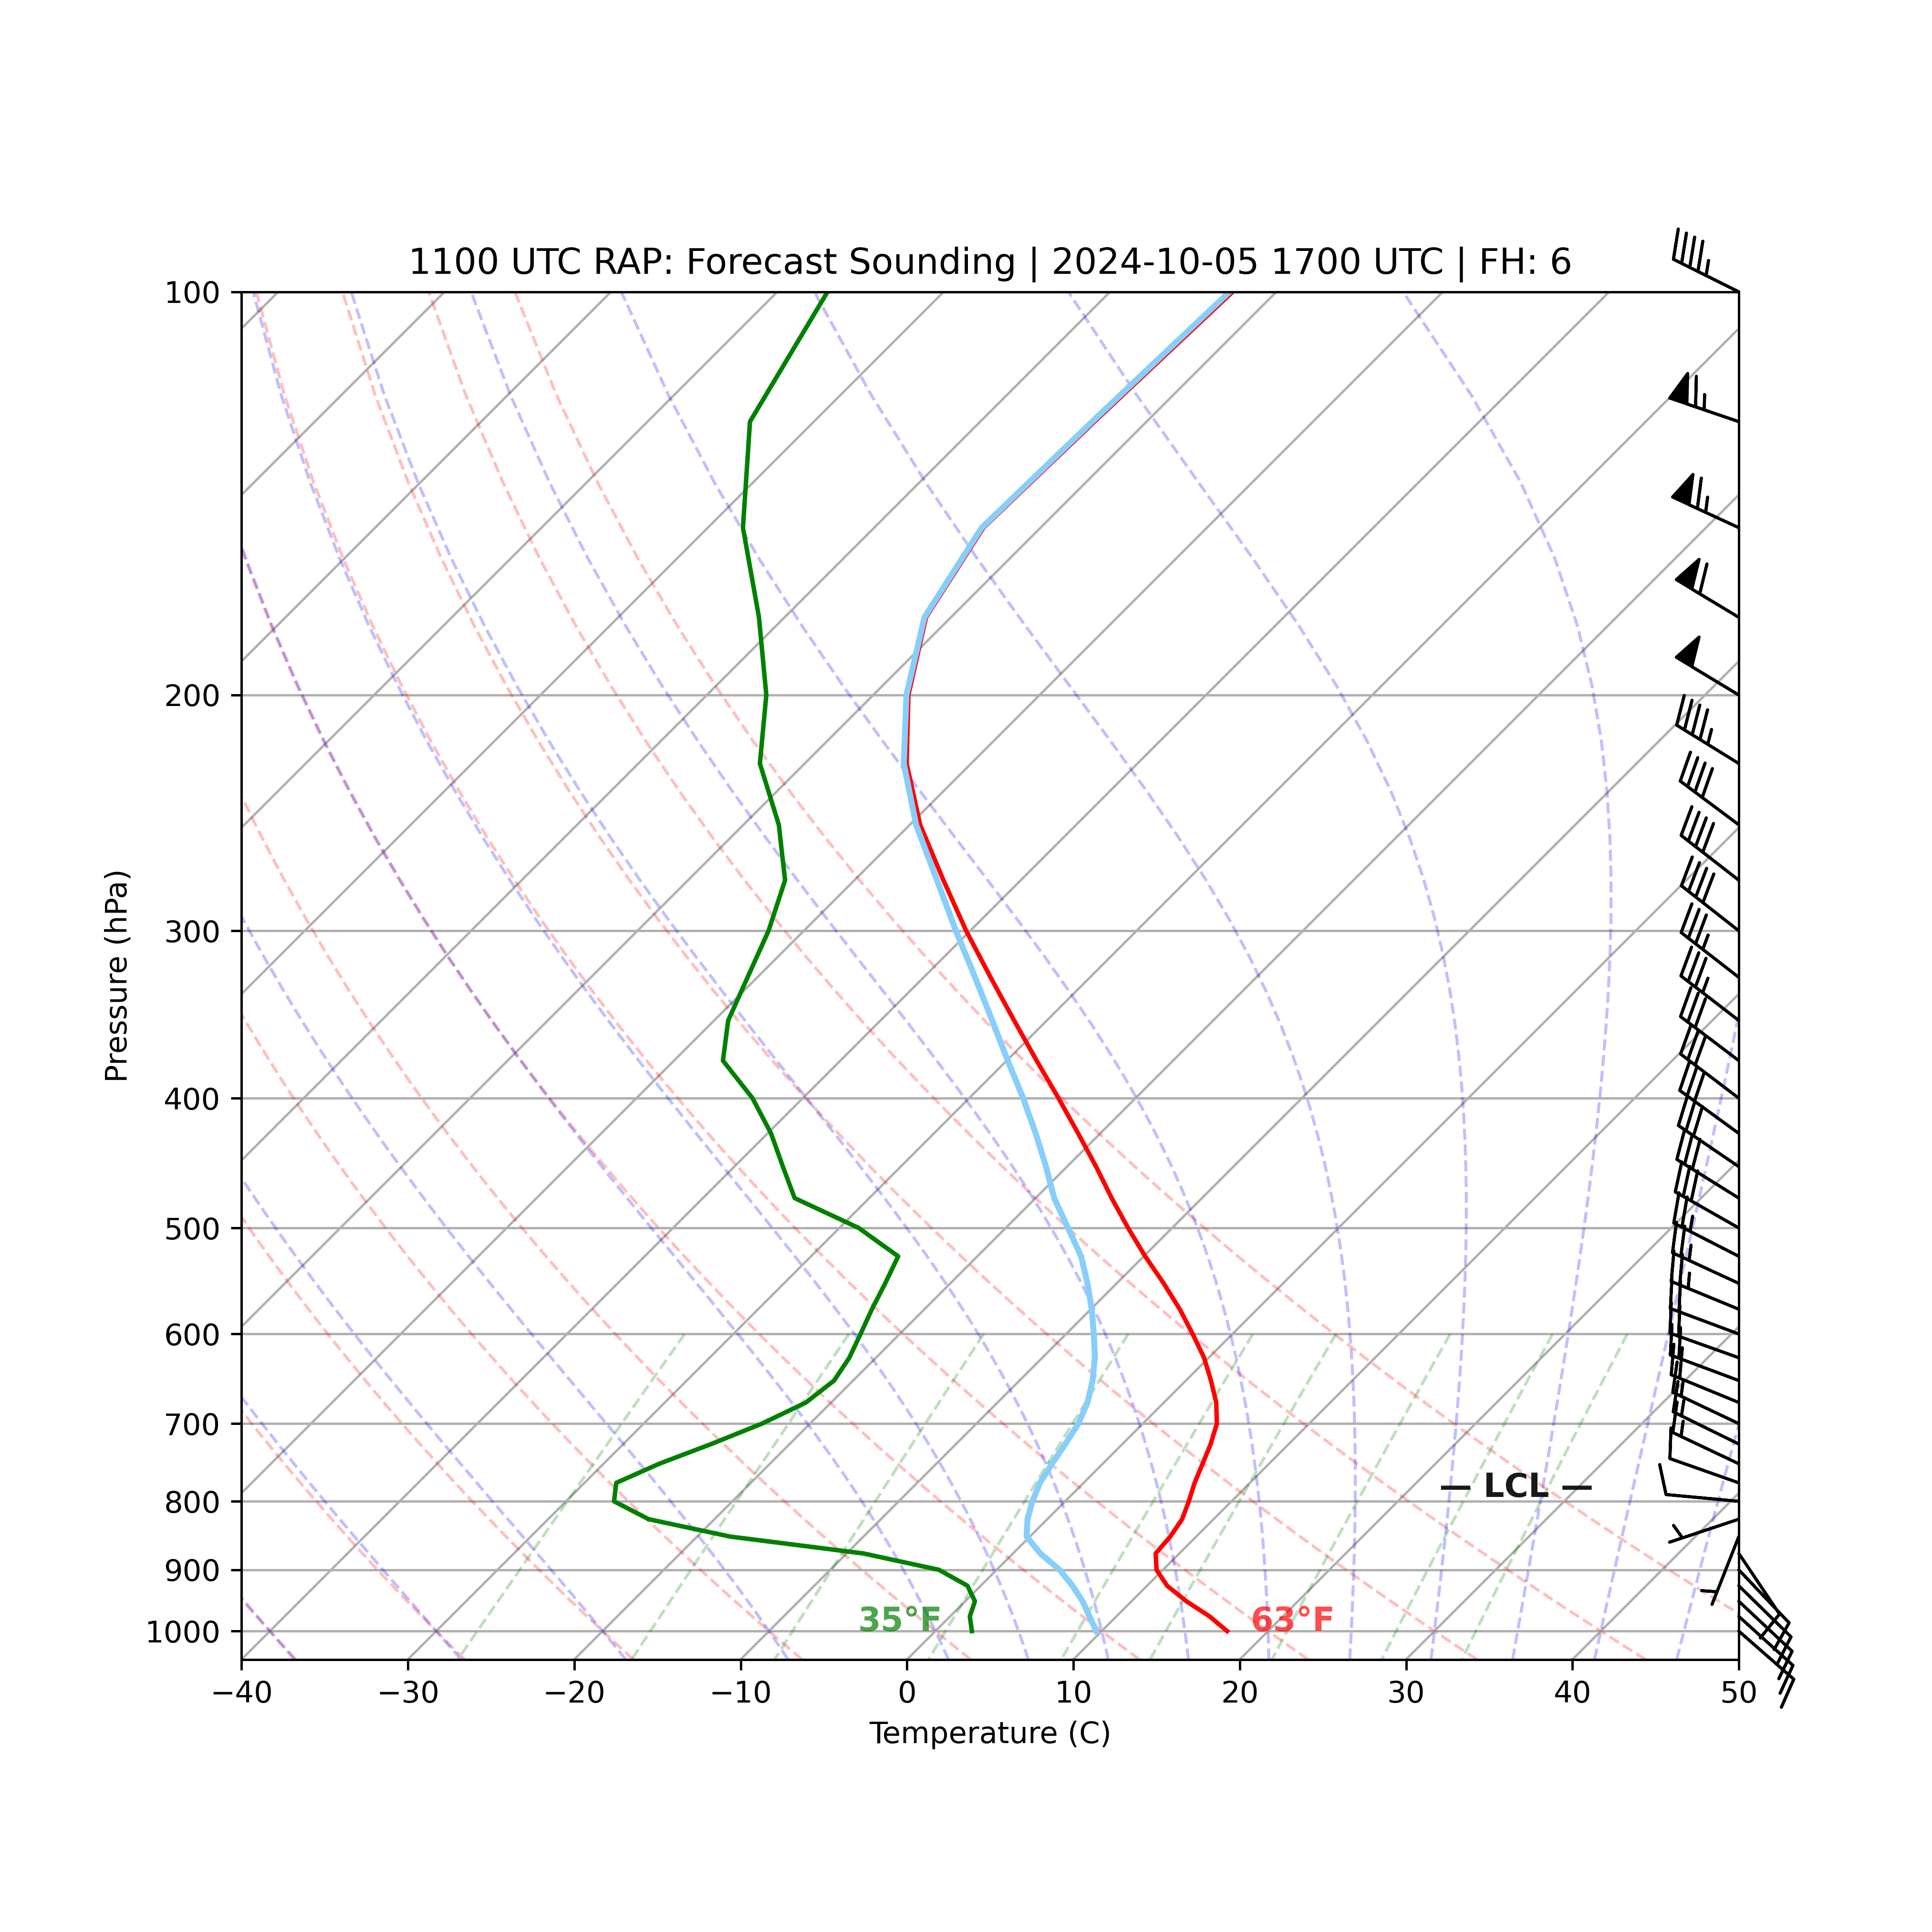 1100 UTC RAP: Forecast Sounding | 2024-10-05 1700 UTC | FH: 6
100
200
300
400
500
600
700
800
900
1000
Pressure (hPa)
— LCL —
35°F
63°F
−40 −30 −20 −10 0 10 20 30 40 50
Temperature (C)